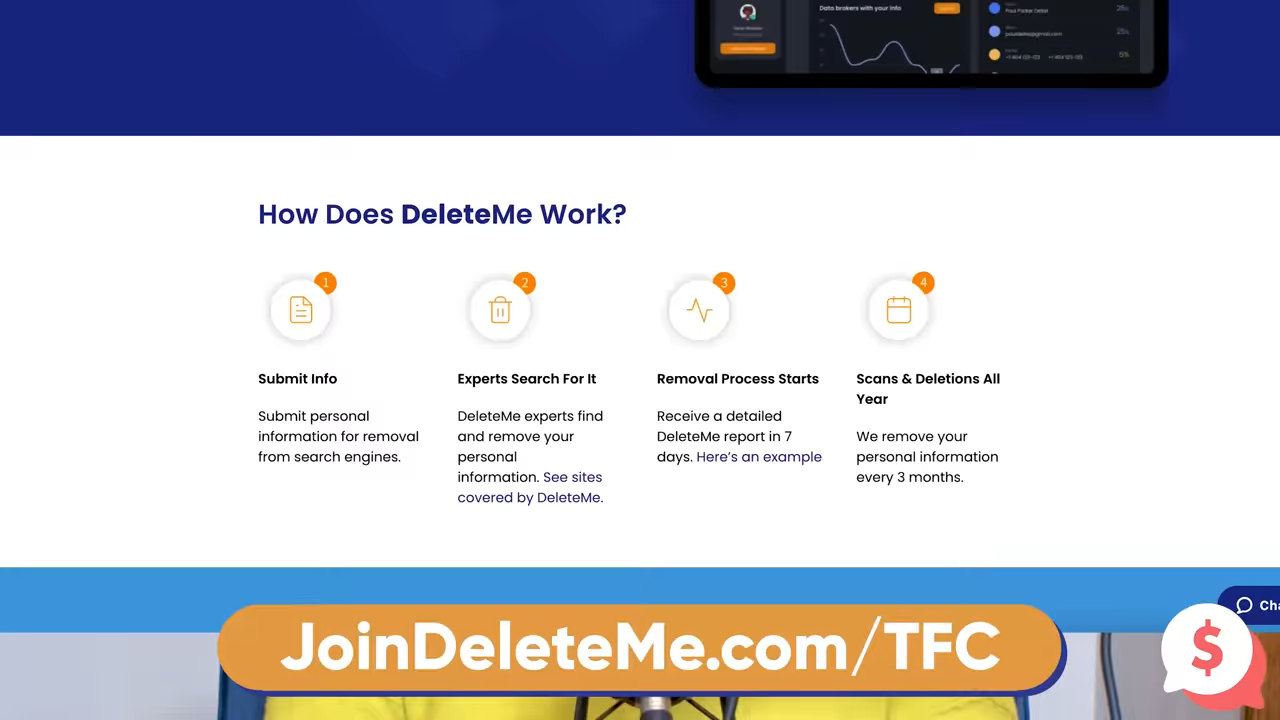 Data brokers with your info
How Does DeleteMe Work?
1
2
3
4
Submit Info
Submit personal
information for removal
from search engines.
Experts Search For It
DeleteMe experts find
and remove your
personal
information. See sites
covered by DeleteMe.
Removal Process Starts
Receive a detailed
DeleteMe report in 7
days. Here’s an example
Scans & Deletions All
Year
We remove your
personal information
every 3 months.
Cha
JoinDeleteMe.com/TFC
$